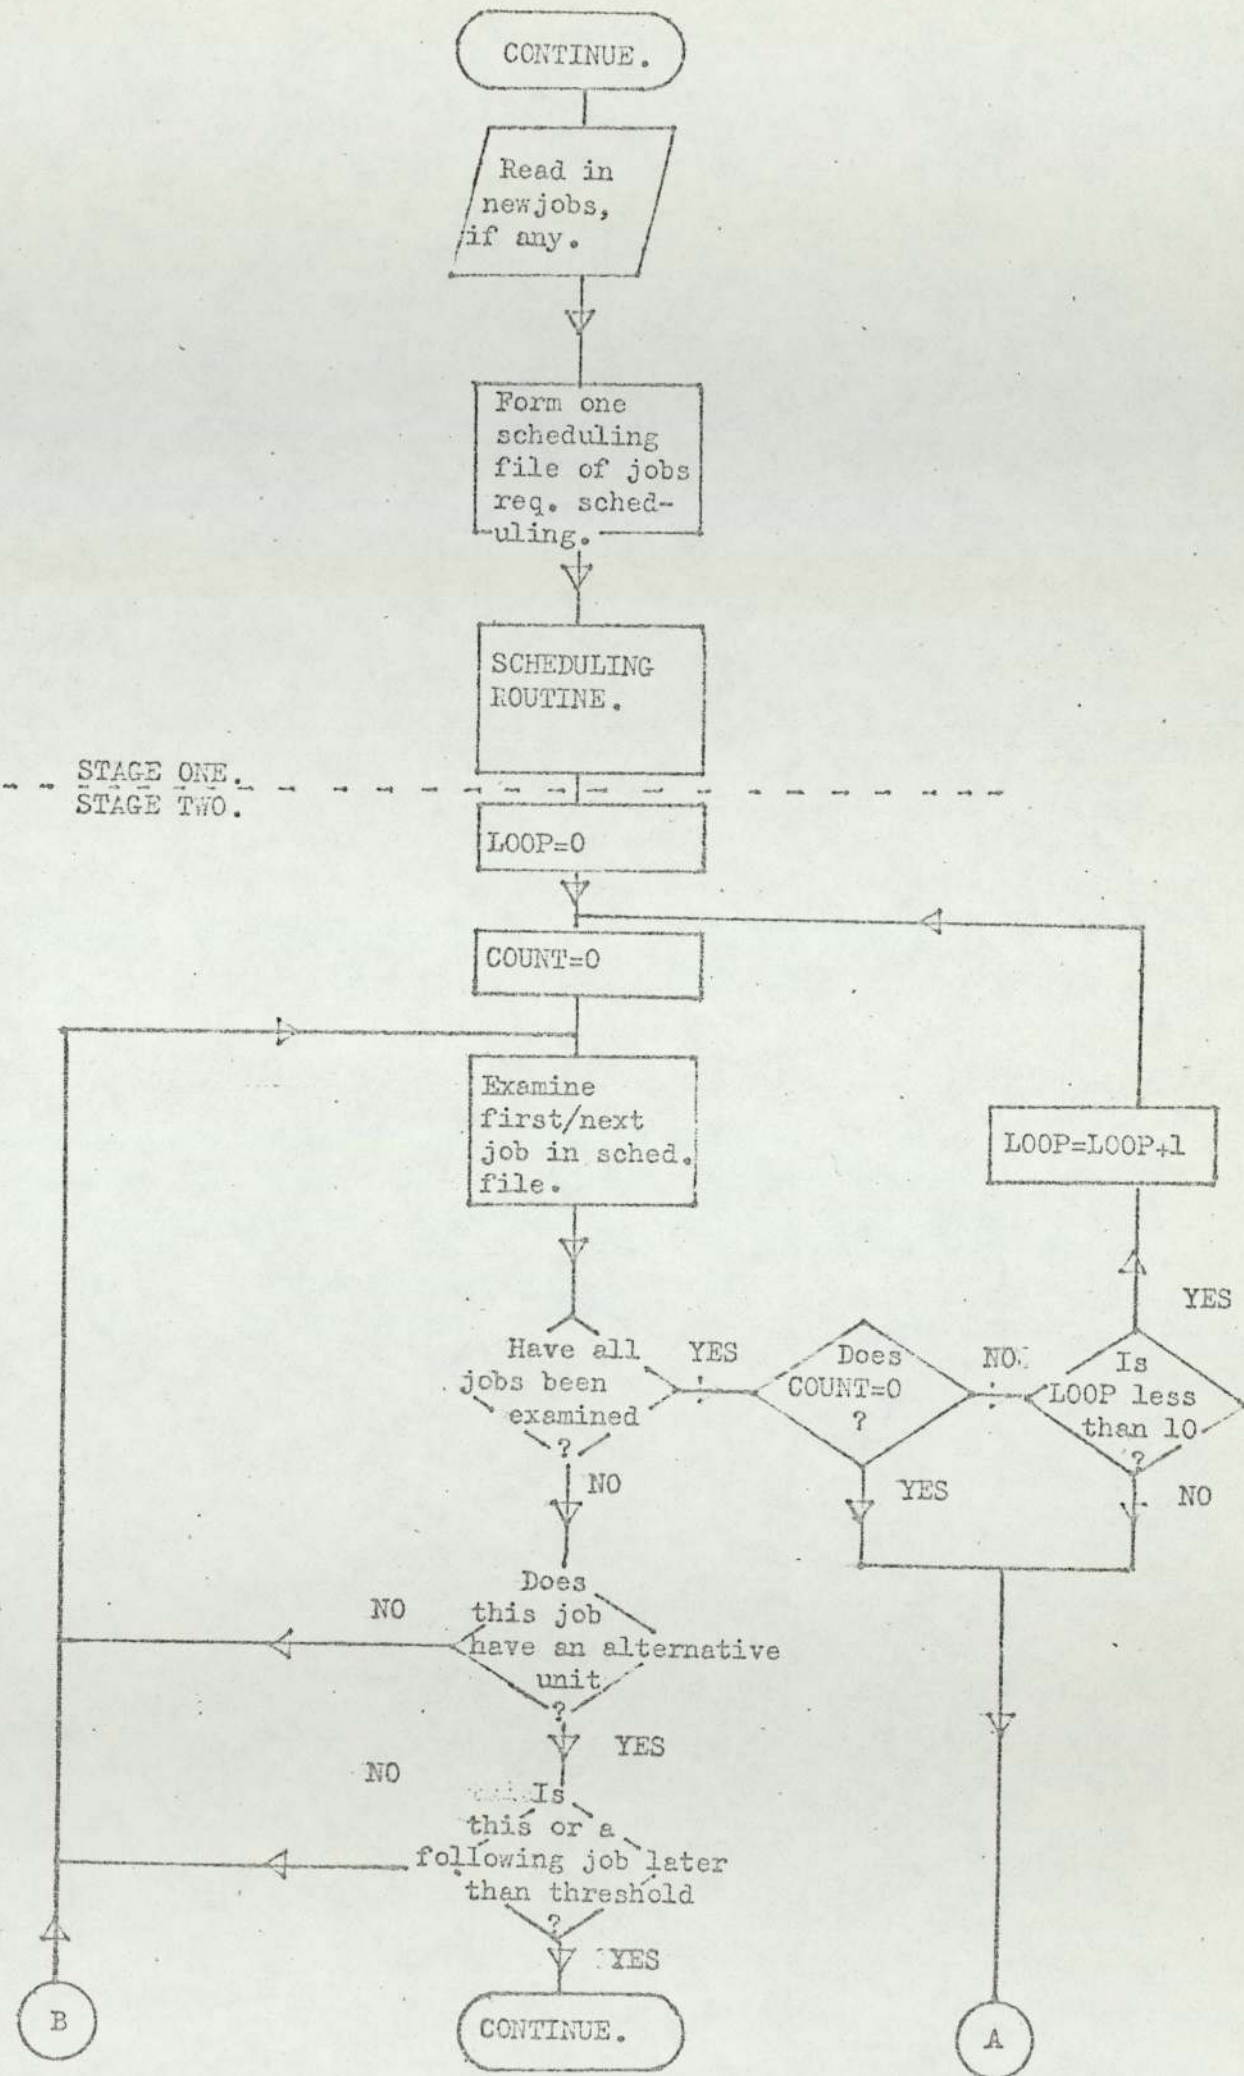 CONTINUE.
Read in
newjobs,
if any.
Form one
scheduling
file of jobs
req. sched-
uling.
SCHEDULING
ROUTINE.
STAGE ONE.
STAGE TWO.
LOOP=0
COUNT=0
Examine
first/next
job in sched.
file.
LOOP=LOOP+1
YES
Have all
jobs been
examined
?
YES
Does
COUNT=0
?
NO
Is
LOOP less
than 10
?
NO
YES
NO
Does
this job
have an alternative
unit
?
NO
YES
NO
Is
this or a
following job later
than threshold
?
YES
B
CONTINUE.
A